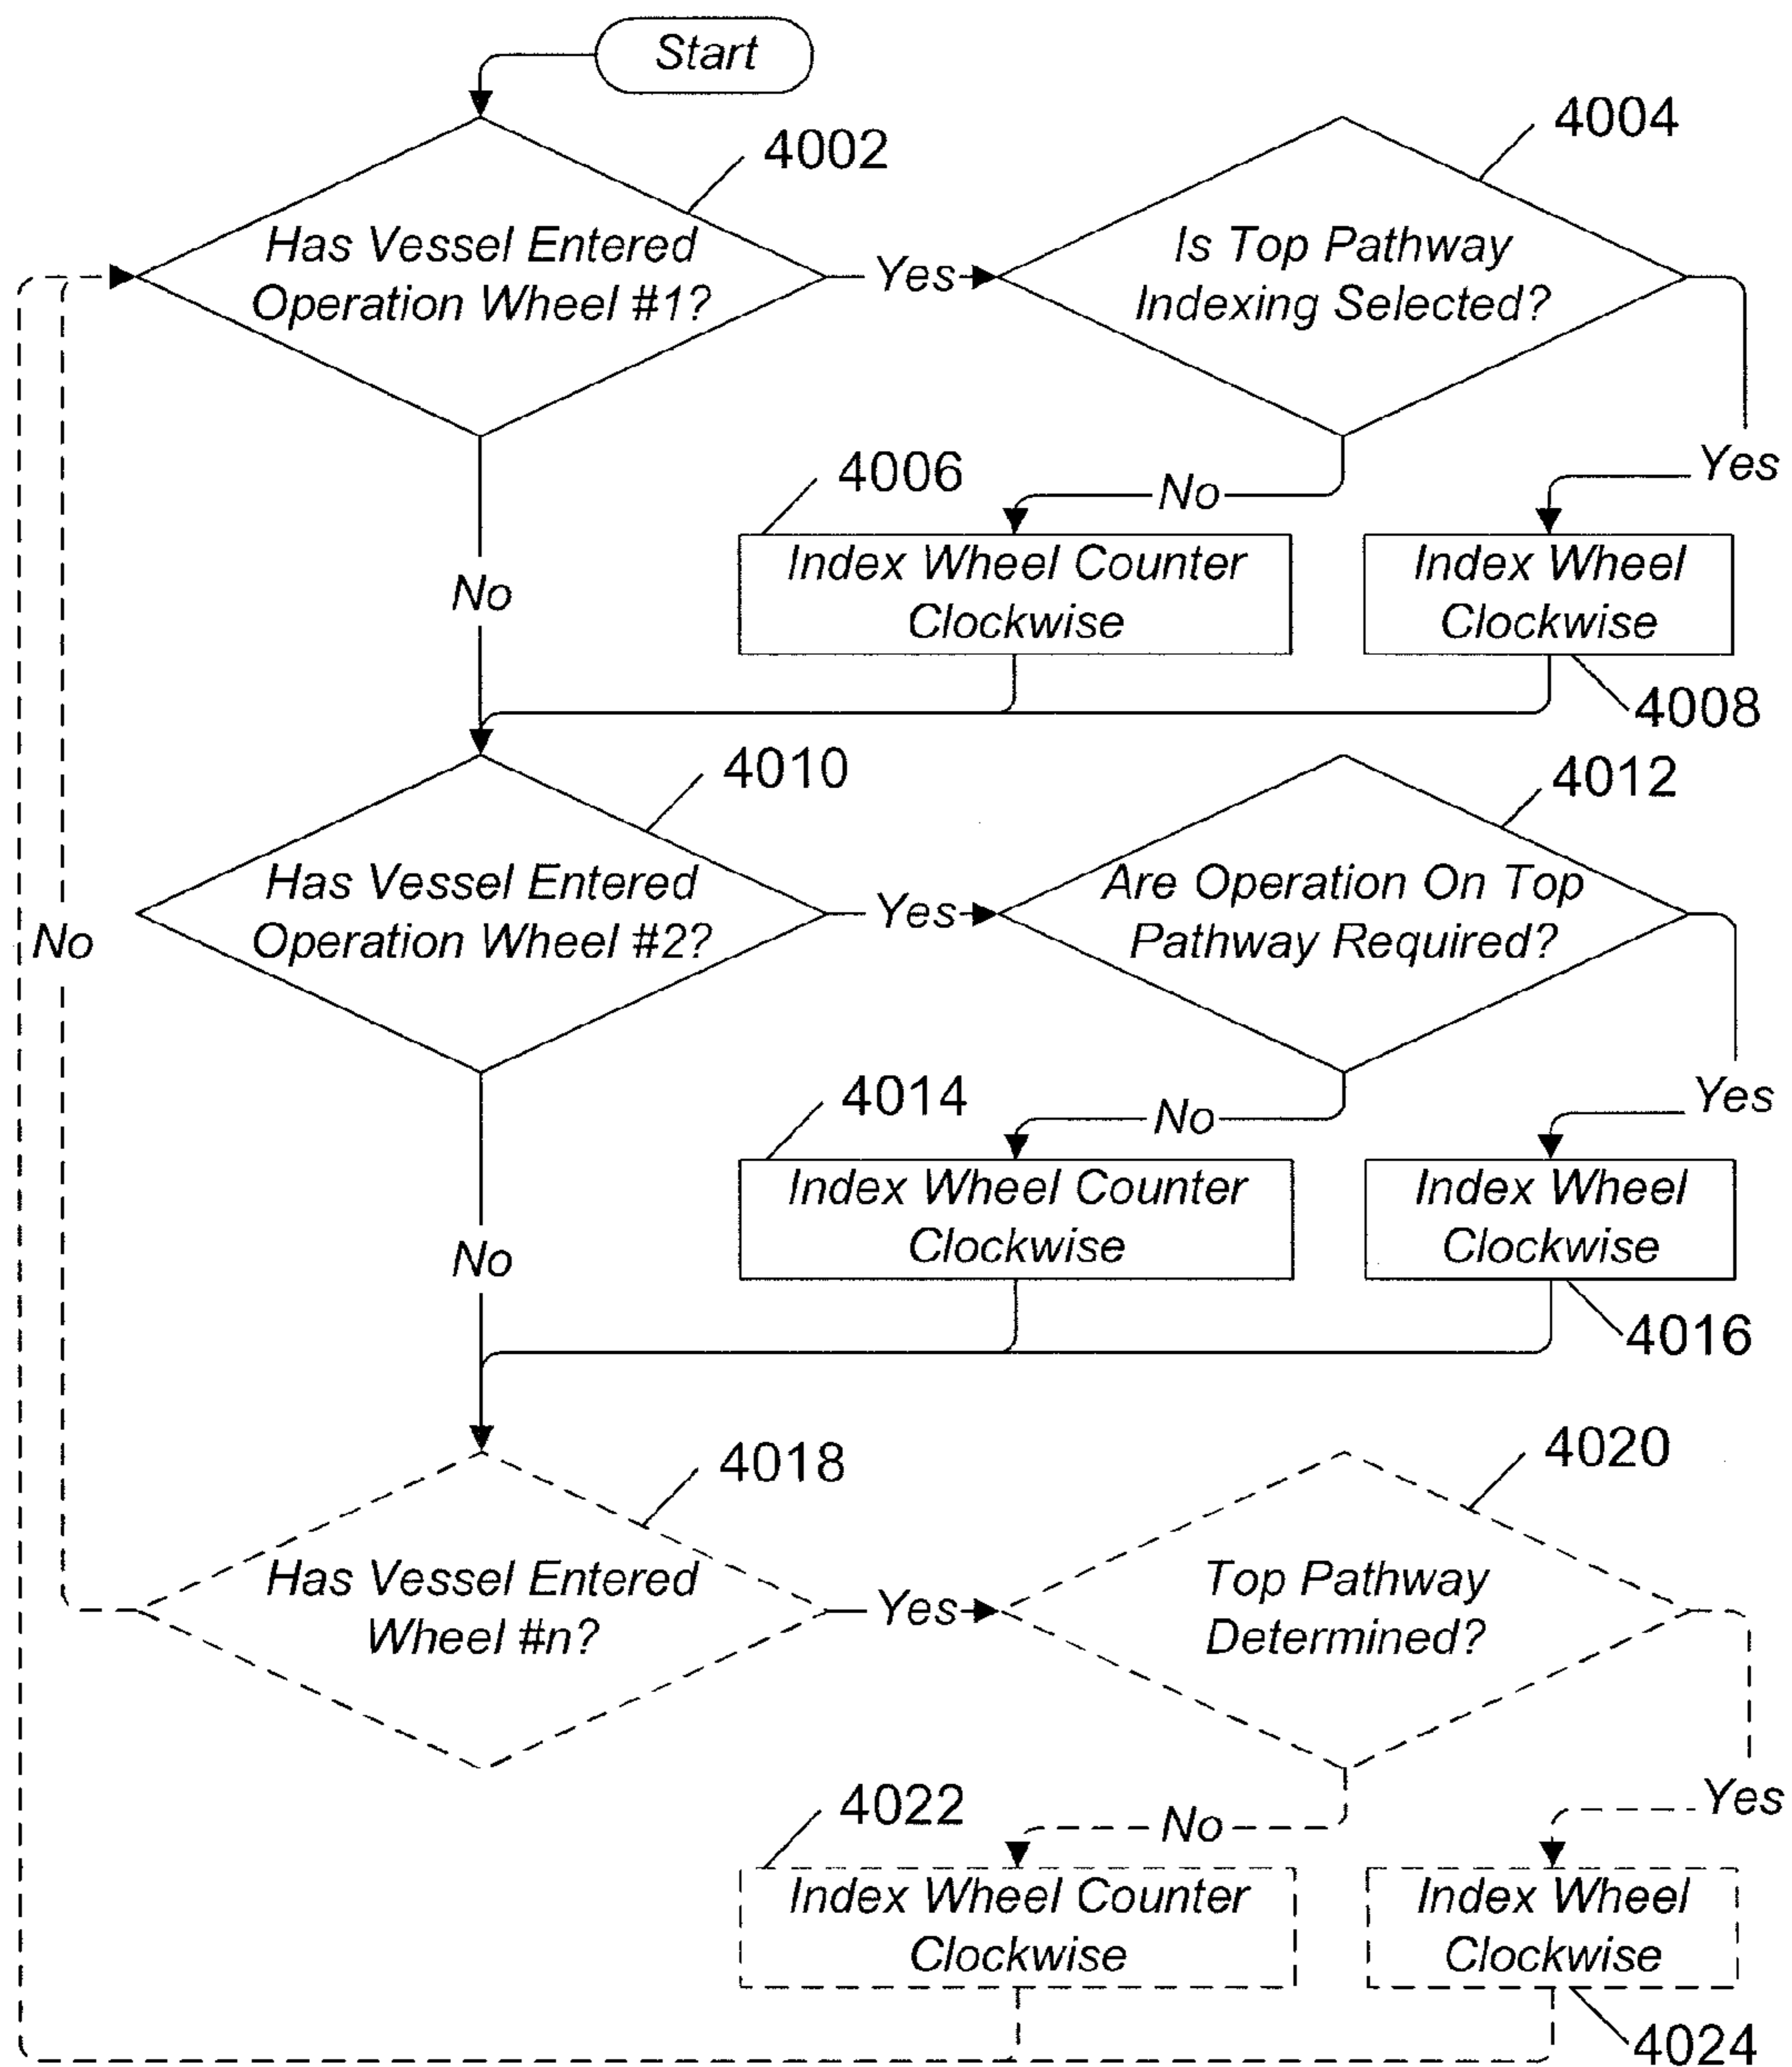 Start
4002
4004
Has Vessel Entered
Operation Wheel #1?
Yes
Is Top Pathway
Indexing Selected?
Yes
4006
No
No
Index Wheel Counter
Clockwise
Index Wheel
Clockwise
4008
4010
4012
Has Vessel Entered
Operation Wheel #2?
Yes
Are Operation On Top
Pathway Required?
No
Yes
4014
No
No
Index Wheel Counter
Clockwise
Index Wheel
Clockwise
4016
4018
4020
Has Vessel Entered
Wheel #n?
Yes
Top Pathway
Determined?
Yes
4022
No
Index Wheel Counter
Clockwise
Index Wheel
Clockwise
4024